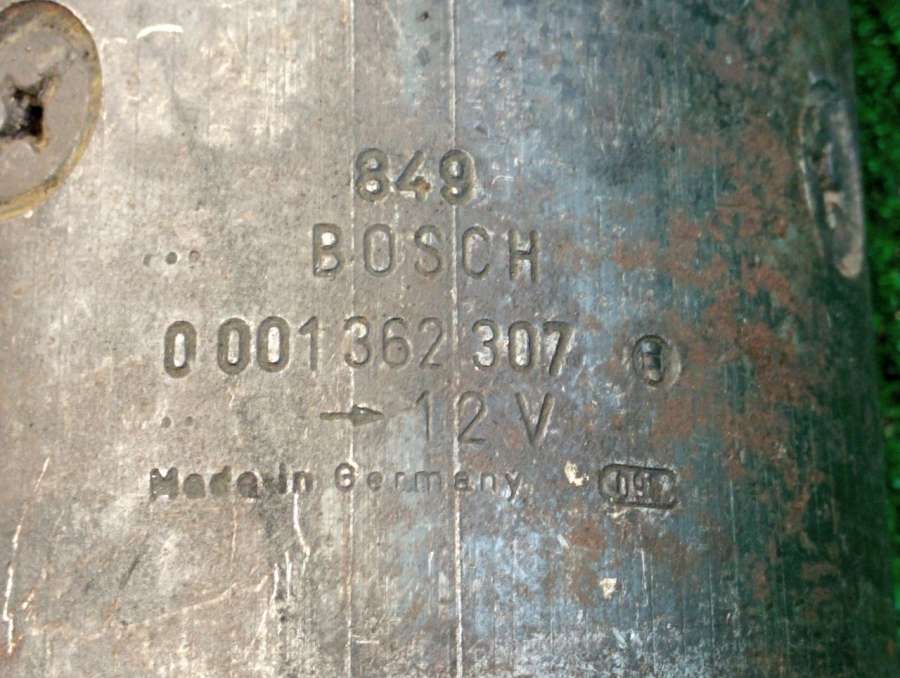 849
BOSCH
0 001 362 307
→ 12 V
Made in Germany